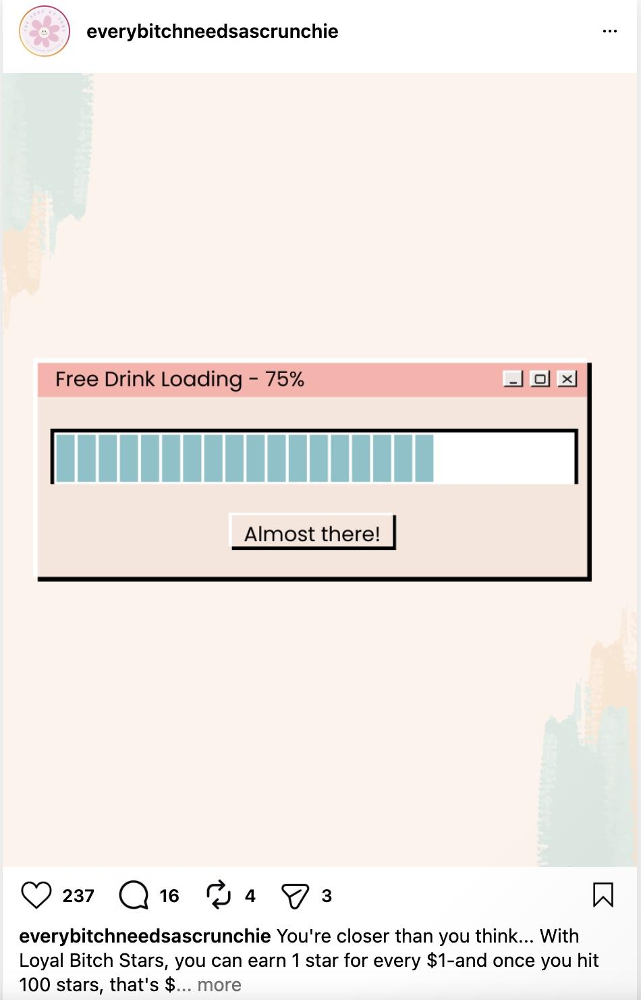 everybitchneedsascrunchie
Free Drink Loading - 75%
Almost there!
237
16
4
3
everybitchneedsascrunchie You're closer than you think... With
Loyal Bitch Stars, you can earn 1 star for every $1-and once you hit
100 stars, that's $... more